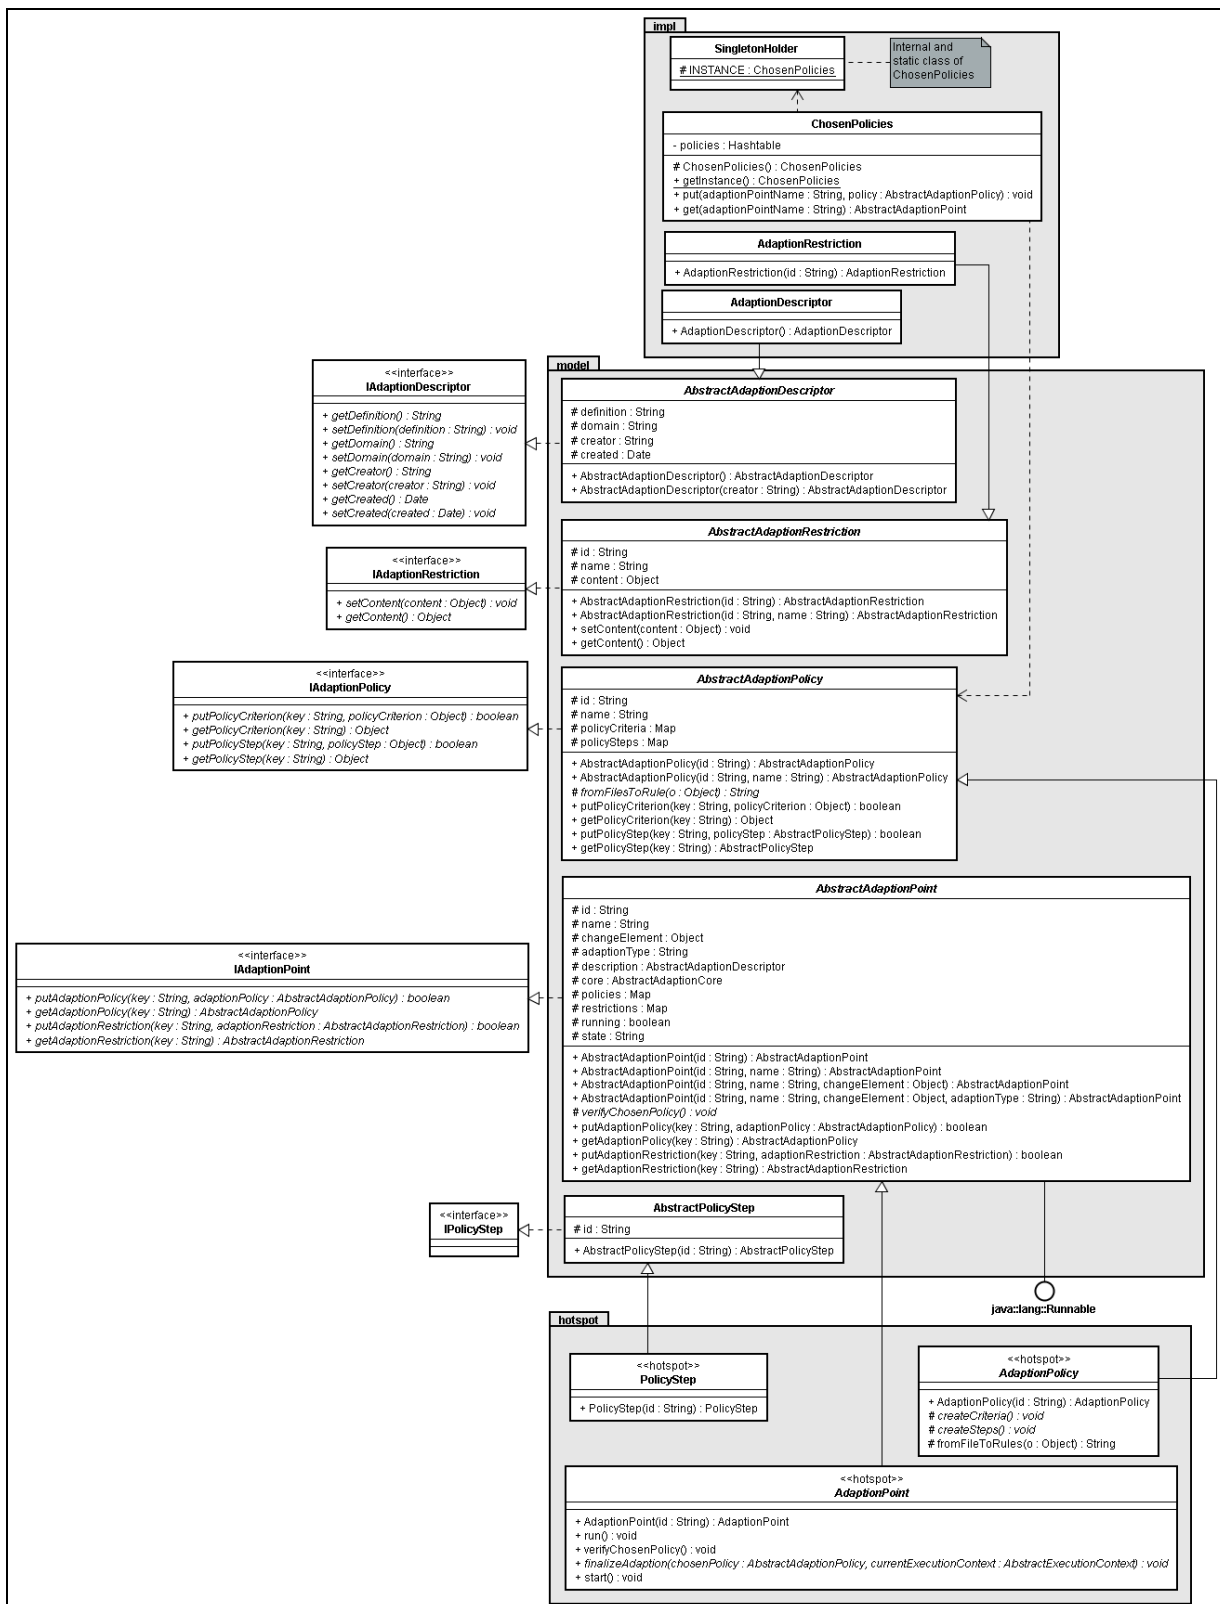 impl
SingletonHolder
# INSTANCE : ChosenPolicies
Internal and
static class of
ChosenPolicies
ChosenPolicies
- policies : Hashtable
# ChosenPolicies() : ChosenPolicies
+ getInstance() : ChosenPolicies
+ put(adaptionPointName : String, policy : AbstractAdaptionPolicy) : void
+ get(adaptionPointName : String) : AbstractAdaptionPoint
AdaptionRestriction
+ AdaptionRestriction(id : String) : AdaptionRestriction
AdaptionDescriptor
+ AdaptionDescriptor() : AdaptionDescriptor
model
<<interface>>
IAdaptionDescriptor
+ getDefinition() : String
+ setDefinition(definition : String) : void
+ getDomain() : String
+ setDomain(domain : String) : void
+ getCreator() : String
+ setCreator(creator : String) : void
+ getCreated() : Date
+ setCreated(created : Date) : void
AbstractAdaptionDescriptor
# definition : String
# domain : String
# creator : String
# created : Date
+ AbstractAdaptionDescriptor() : AbstractAdaptionDescriptor
+ AbstractAdaptionDescriptor(creator : String) : AbstractAdaptionDescriptor
<<interface>>
IAdaptionRestriction
+ setContent(content : Object) : void
+ getContent() : Object
AbstractAdaptionRestriction
# id : String
# name : String
# content : Object
+ AbstractAdaptionRestriction(id : String) : AbstractAdaptionRestriction
+ AbstractAdaptionRestriction(id : String, name : String) : AbstractAdaptionRestriction
+ setContent(content : Object) : void
+ getContent() : Object
<<interface>>
IAdaptionPolicy
+ putPolicyCriterion(key : String, policyCriterion : Object) : boolean
+ getPolicyCriterion(key : String) : Object
+ putPolicyStep(key : String, policyStep : Object) : boolean
+ getPolicyStep(key : String) : Object
AbstractAdaptionPolicy
# id : String
# name : String
# policyCriteria : Map
# policySteps : Map
+ AbstractAdaptionPolicy(id : String) : AbstractAdaptionPolicy
+ AbstractAdaptionPolicy(id : String, name : String) : AbstractAdaptionPolicy
# fromFilesToRule(o : Object) : String
+ putPolicyCriterion(key : String, policyCriterion : Object) : boolean
+ getPolicyCriterion(key : String) : Object
+ putPolicyStep(key : String, policyStep : AbstractPolicyStep) : boolean
+ getPolicyStep(key : String) : AbstractPolicyStep
<<interface>>
IAdaptionPoint
+ putAdaptionPolicy(key : String, adaptionPolicy : AbstractAdaptionPolicy) : boolean
+ getAdaptionPolicy(key : String) : AbstractAdaptionPolicy
+ putAdaptionRestriction(key : String, adaptionRestriction : AbstractAdaptionRestriction) : boolean
+ getAdaptionRestriction(key : String) : AbstractAdaptionRestriction
AbstractAdaptionPoint
# id : String
# name : String
# changeElement : Object
# adaptionType : String
# description : AbstractAdaptionDescriptor
# core : AbstractAdaptionCore
# policies : Map
# restrictions : Map
# running : boolean
# state : String
+ AbstractAdaptionPoint(id : String) : AbstractAdaptionPoint
+ AbstractAdaptionPoint(id : String, name : String) : AbstractAdaptionPoint
+ AbstractAdaptionPoint(id : String, name : String, changeElement : Object) : AbstractAdaptionPoint
+ AbstractAdaptionPoint(id : String, name : String, changeElement : Object, adaptionType : String) : AbstractAdaptionPoint
# verifyChosenPolicy() : void
+ putAdaptionPolicy(key : String, adaptionPolicy : AbstractAdaptionPolicy) : boolean
+ getAdaptionPolicy(key : String) : AbstractAdaptionPolicy
+ putAdaptionRestriction(key : String, adaptionRestriction : AbstractAdaptionRestriction) : boolean
+ getAdaptionRestriction(key : String) : AbstractAdaptionRestriction
<<interface>>
IPolicyStep
AbstractPolicyStep
# id : String
+ AbstractPolicyStep(id : String) : AbstractPolicyStep
java::lang::Runnable
hotspot
<<hotspot>>
PolicyStep
+ PolicyStep(id : String) : PolicyStep
<<hotspot>>
AdaptionPolicy
+ AdaptionPolicy(id : String) : AdaptionPolicy
# createCriteria() : void
# createSteps() : void
# fromFileToRules(o : Object) : String
<<hotspot>>
AdaptionPoint
+ AdaptionPoint(id : String) : AdaptionPoint
+ run() : void
+ verifyChosenPolicy() : void
+ finalizeAdaption(chosenPolicy : AbstractAdaptionPolicy, currentExecutionContext : AbstractExecutionContext) : void
+ start() : void